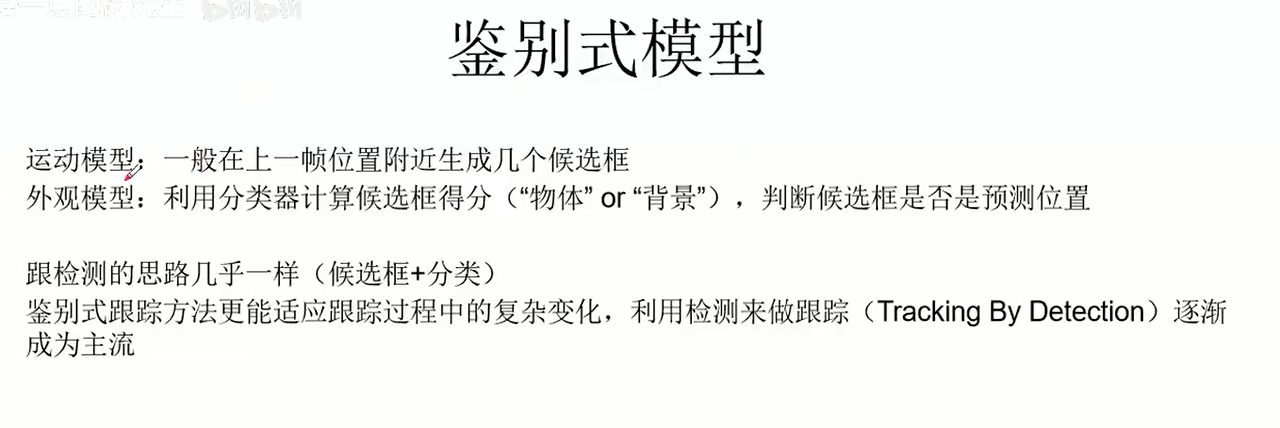 鉴别式模型
运动模型：一般在上一帧位置附近生成几个候选框
外观模型：利用分类器计算候选框得分（“物体” or “背景”），判断候选框是否是预测位置
跟检测的思路几乎一样（候选框+分类）
鉴别式跟踪方法更能适应跟踪过程中的复杂变化，利用检测来做跟踪（Tracking By Detection）逐渐
成为主流